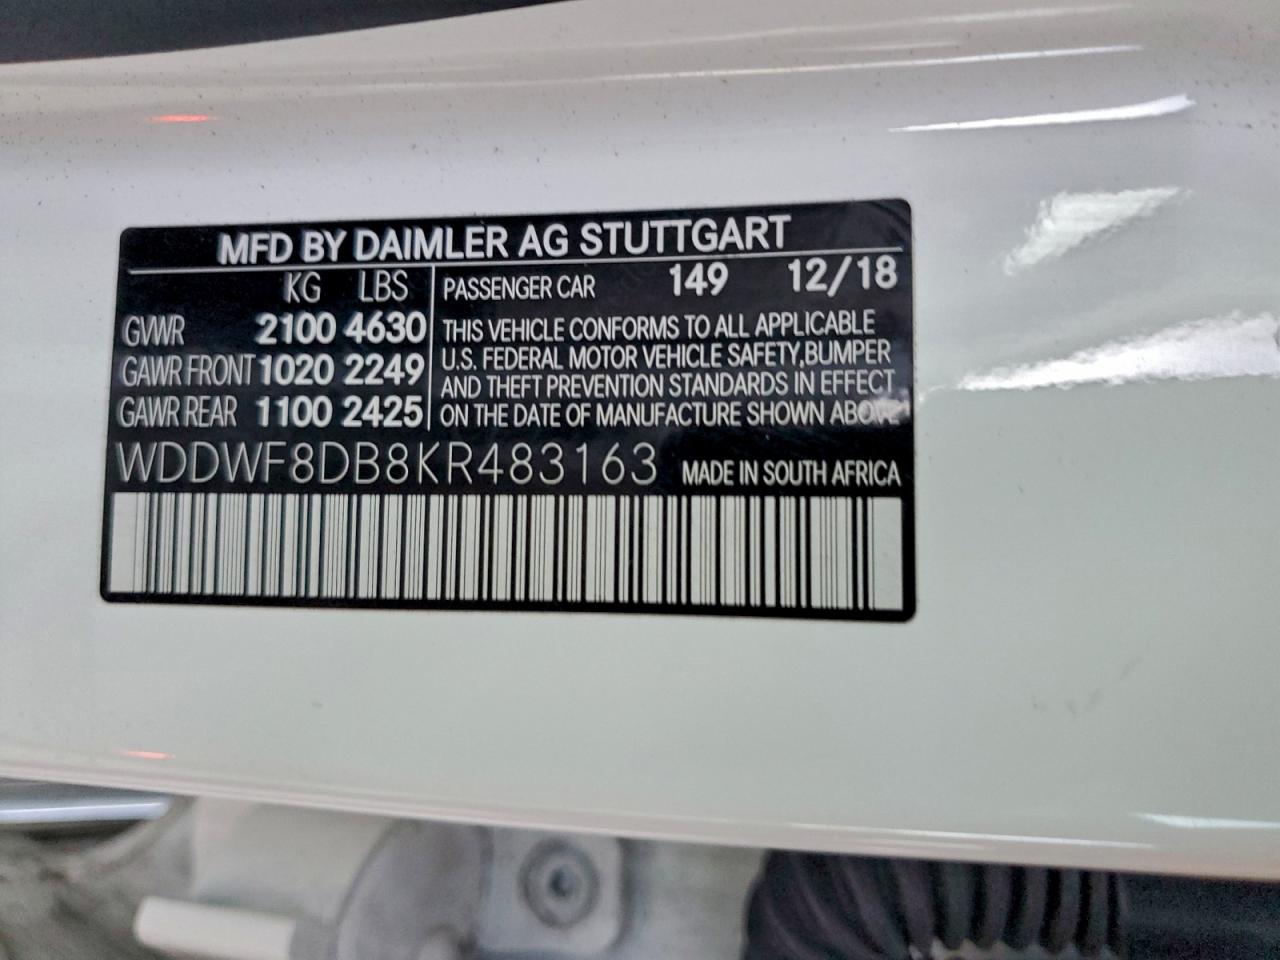 MFD BY DAIMLER AG STUTTGART
KG LBS
GVWR 2100 4630
GAWR FRONT 1020 2249
GAWR REAR 1100 2425
PASSENGER CAR 149 12/18
THIS VEHICLE CONFORMS TO ALL APPLICABLE
U.S. FEDERAL MOTOR VEHICLE SAFETY,BUMPER
AND THEFT PREVENTION STANDARDS IN EFFECT
ON THE DATE OF MANUFACTURE SHOWN ABOVE
WDDWF8DB8KR483163 MADE IN SOUTH AFRICA